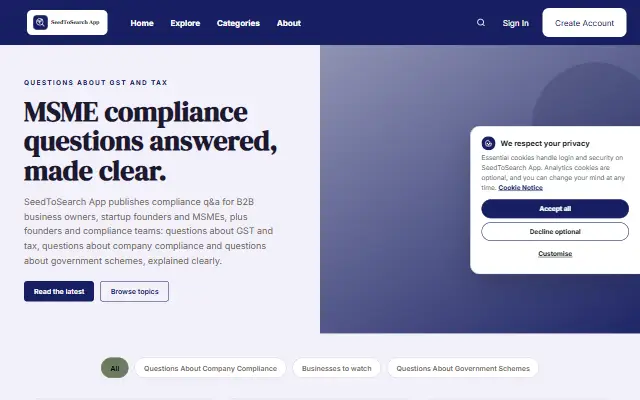 SeedToSearch App
Home
Explore
Categories
About
Sign In
Create Account
QUESTIONS ABOUT GST AND TAX
MSME compliance
questions answered,
made clear.
SeedToSearch App publishes compliance q&a for B2B
business owners, startup founders and MSMEs, plus
founders and compliance teams: questions about GST and
tax, questions about company compliance and questions
about government schemes, explained clearly.
Read the latest
Browse topics
We respect your privacy
Essential cookies handle login and security on
SeedToSearch App. Analytics cookies are
optional, and you can change your mind at any
time. Cookie Notice
Accept all
Decline optional
Customise
All
Questions About Company Compliance
Businesses to watch
Questions About Government Schemes